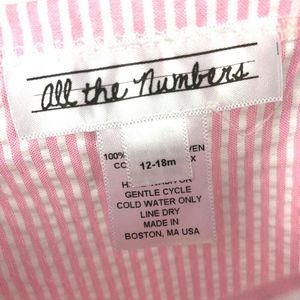 all the numbers
100%
12-18m
GENTLE CYCLE
COLD WATER ONLY
LINE DRY
MADE IN
BOSTON, MA USA